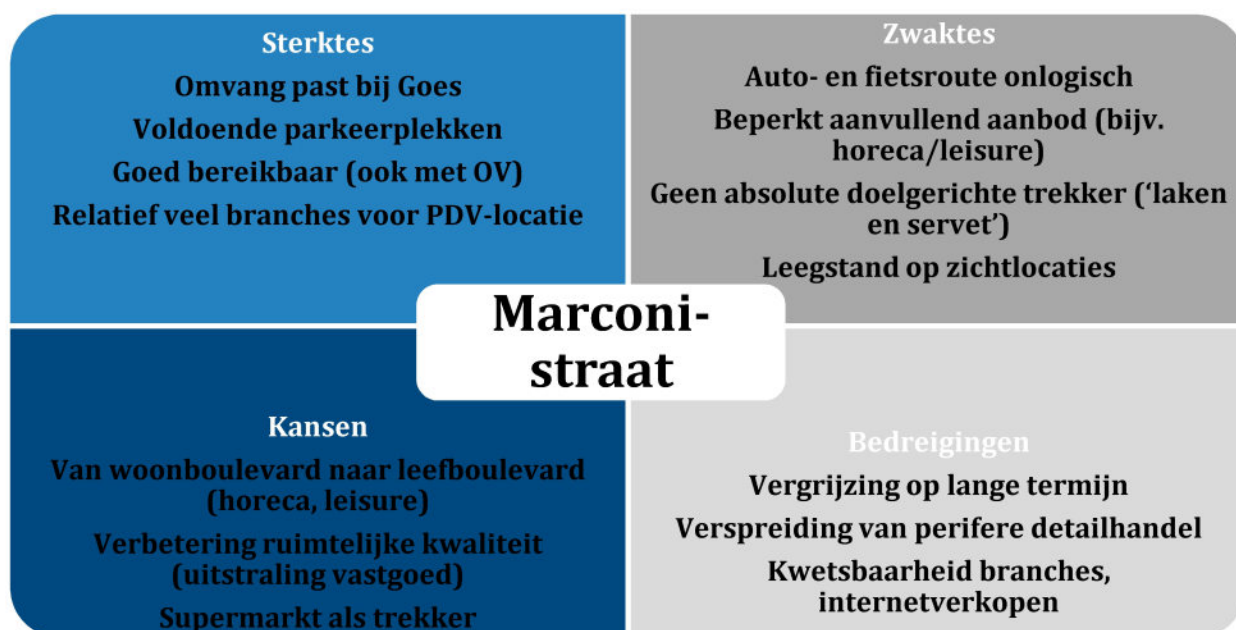 Sterktes
Omvang past bij Goes
Voldoende parkeerplekken
Goed bereikbaar (ook met OV)
Relatief veel branches voor PDV-locatie
Zwaktes
Auto- en fietsroute onlogisch
Beperkt aanvullend aanbod (bijv.
horeca/leisure)
Geen absolute doelgerichte trekker (‘laken
en servet’)
Leegstand op zichtlocaties
Marconi-
straat
Kansen
Van woonboulevard naar leefboulevard
(horeca, leisure)
Verbetering ruimtelijke kwaliteit
(uitstraling vastgoed)
Supermarkt als trekker
Bedreigingen
Vergrijzing op lange termijn
Verspreiding van perifere detailhandel
Kwetsbaarheid branches,
internetverkopen